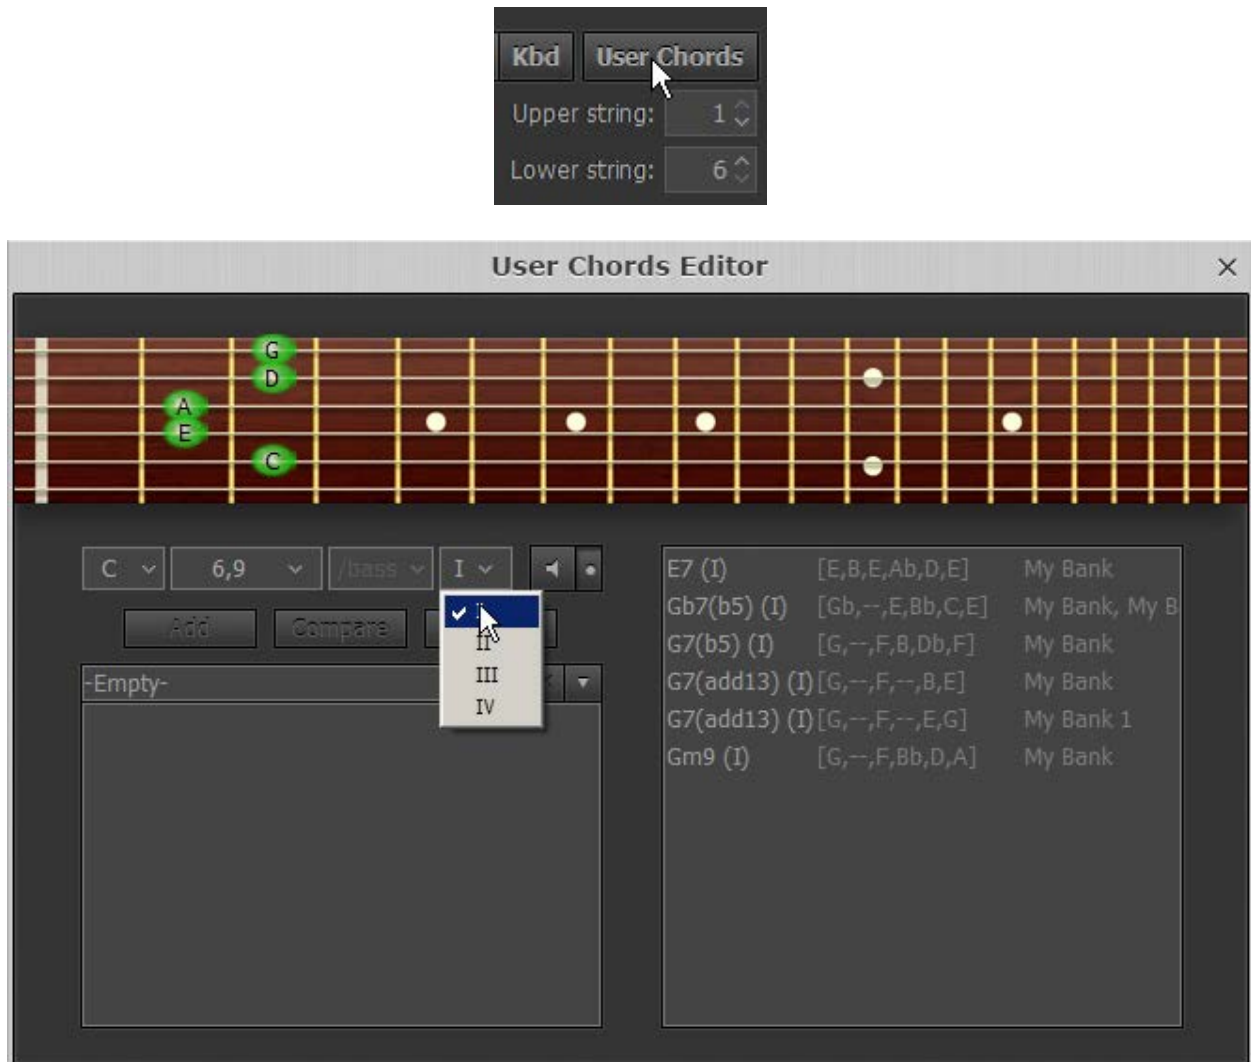 Kbd User Chords
Upper string: 1
Lower string: 6
User Chords Editor
G
D
A
E
C
C 6,9 /bass I
I
II
III
IV
Add Compare
-Empty-
E7 (I) [E,B,E,Ab,D,E] My Bank
Gb7(b5) (I) [Gb,--,E,Bb,C,E] My Bank, My B
G7(b5) (I) [G,--,F,B,Db,F] My Bank
G7(add13) (I) [G,--,F,--,B,E] My Bank
G7(add13) (I) [G,--,F,--,E,G] My Bank 1
Gm9 (I) [G,--,F,Bb,D,A] My Bank